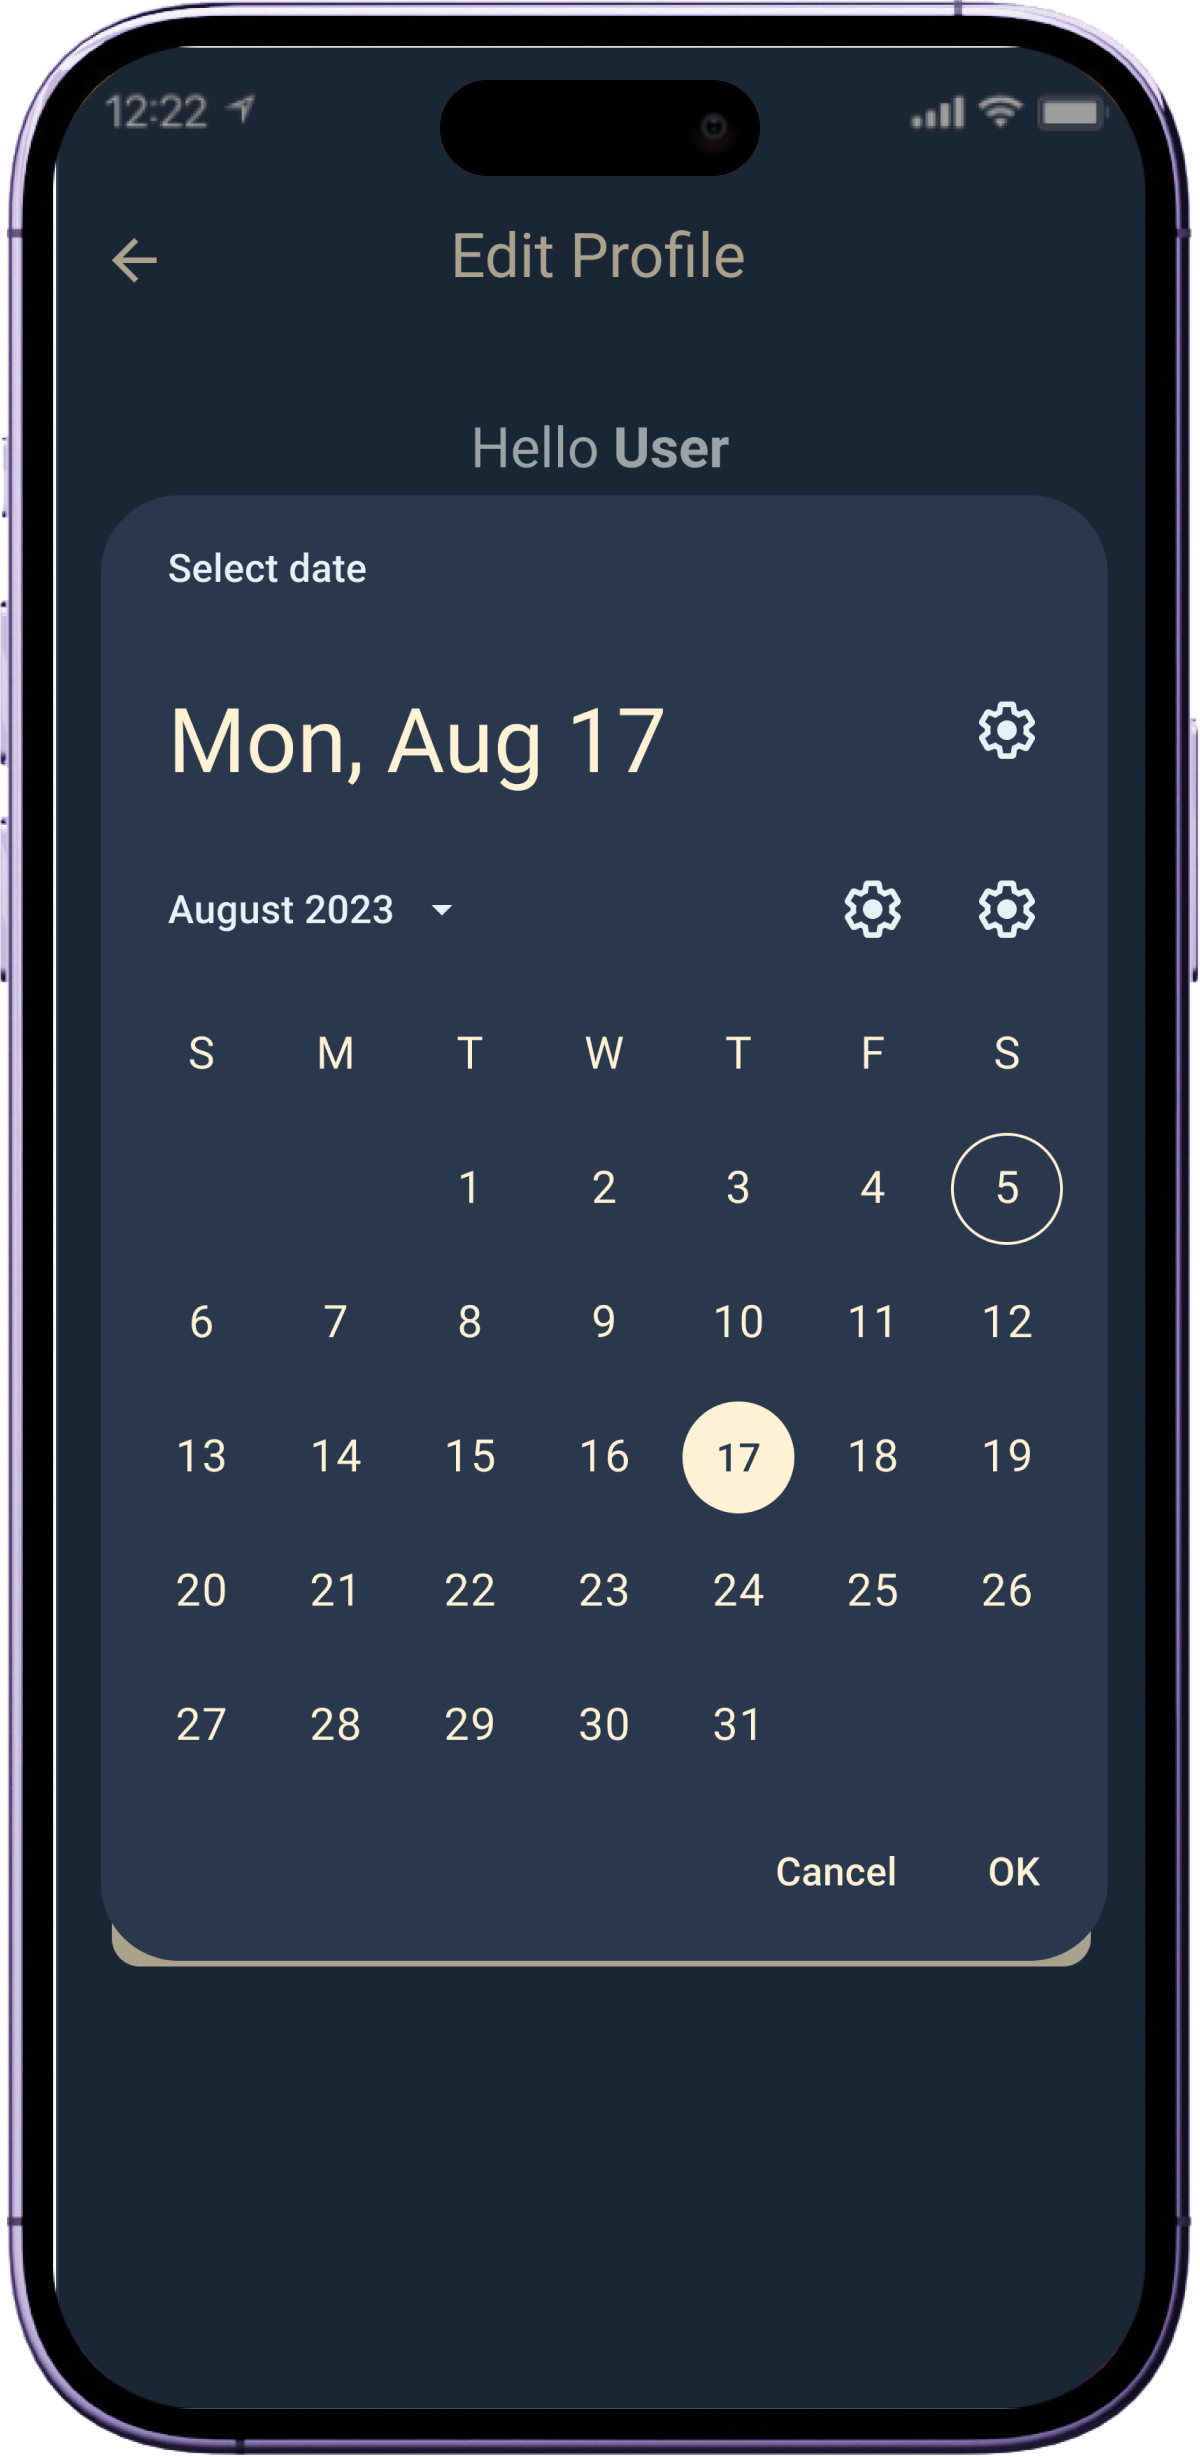 12:22
Edit Profile
Hello User
Select date
Mon, Aug 17
August 2023
S M T W T F S
1 2 3 4 5
6 7 8 9 10 11 12
13 14 15 16 17 18 19
20 21 22 23 24 25 26
27 28 29 30 31
Cancel OK